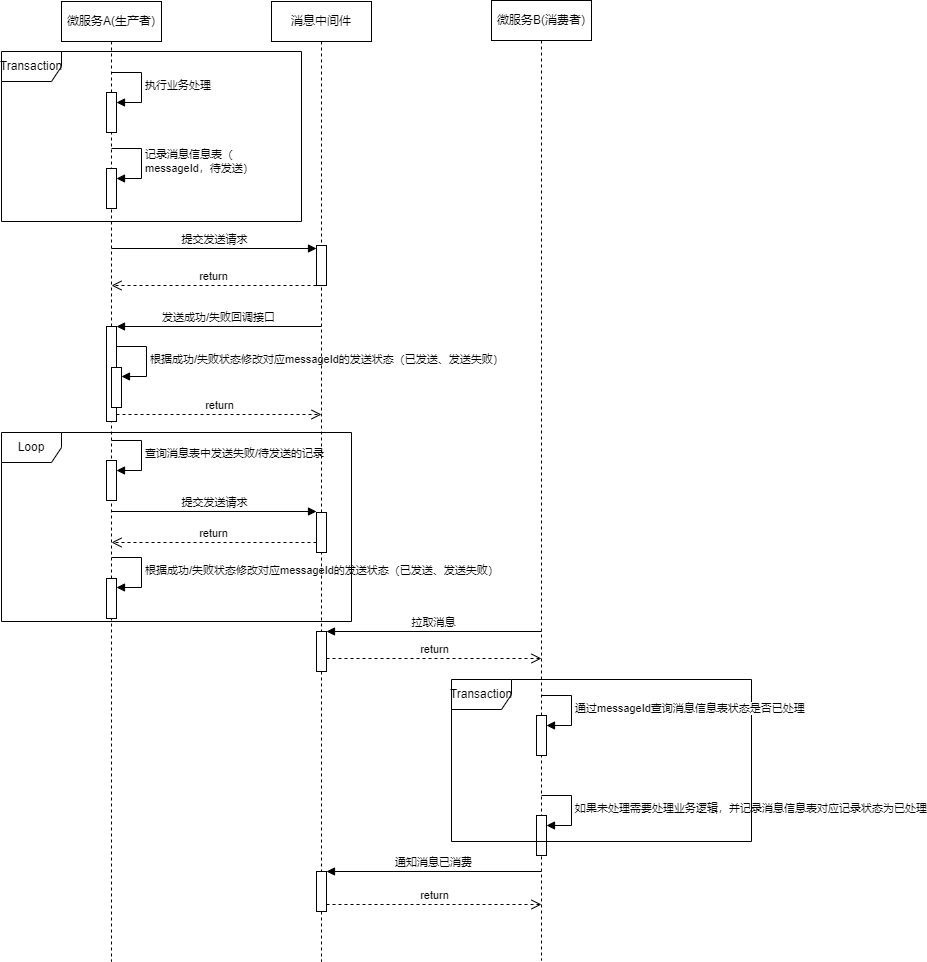 微服务A(生产者)
消息中间件
微服务B(消费者)
Transaction
执行业务处理
记录消息信息表（
messageId，待发送）
提交发送请求
return
发送成功/失败回调接口
根据成功/失败状态修改对应messageId的发送状态（已发送、发送失败）
return
Loop
查询消息表中发送失败/待发送的记录
提交发送请求
return
根据成功/失败状态修改对应messageId的发送状态（已发送、发送失败）
拉取消息
return
Transaction
通过messageId查询消息信息表状态是否已处理
如果未处理需要处理业务逻辑，并记录消息信息表对应记录状态为已处理
通知消息已消费
return